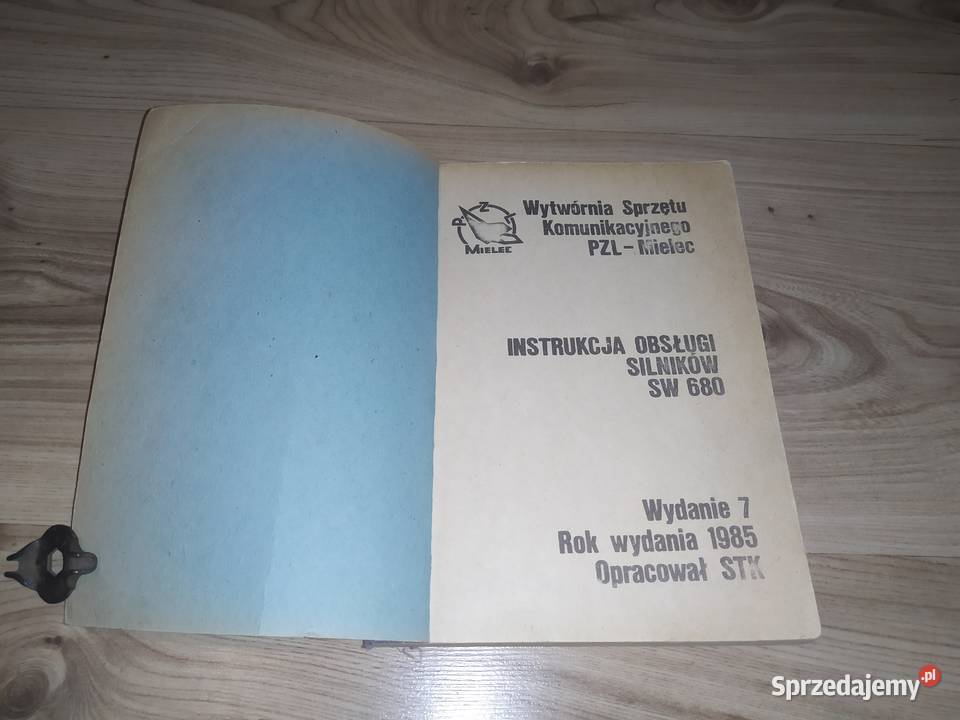 PZL
MIELEC
Wytwórnia Sprzętu
Komunikacyjnego
PZL-Mielec
INSTRUKCJA OBSŁUGI
SILNIKÓW
SW 680
Wydanie 7
Rok wydania 1985
Opracował STK
Sprzedajemy.pl